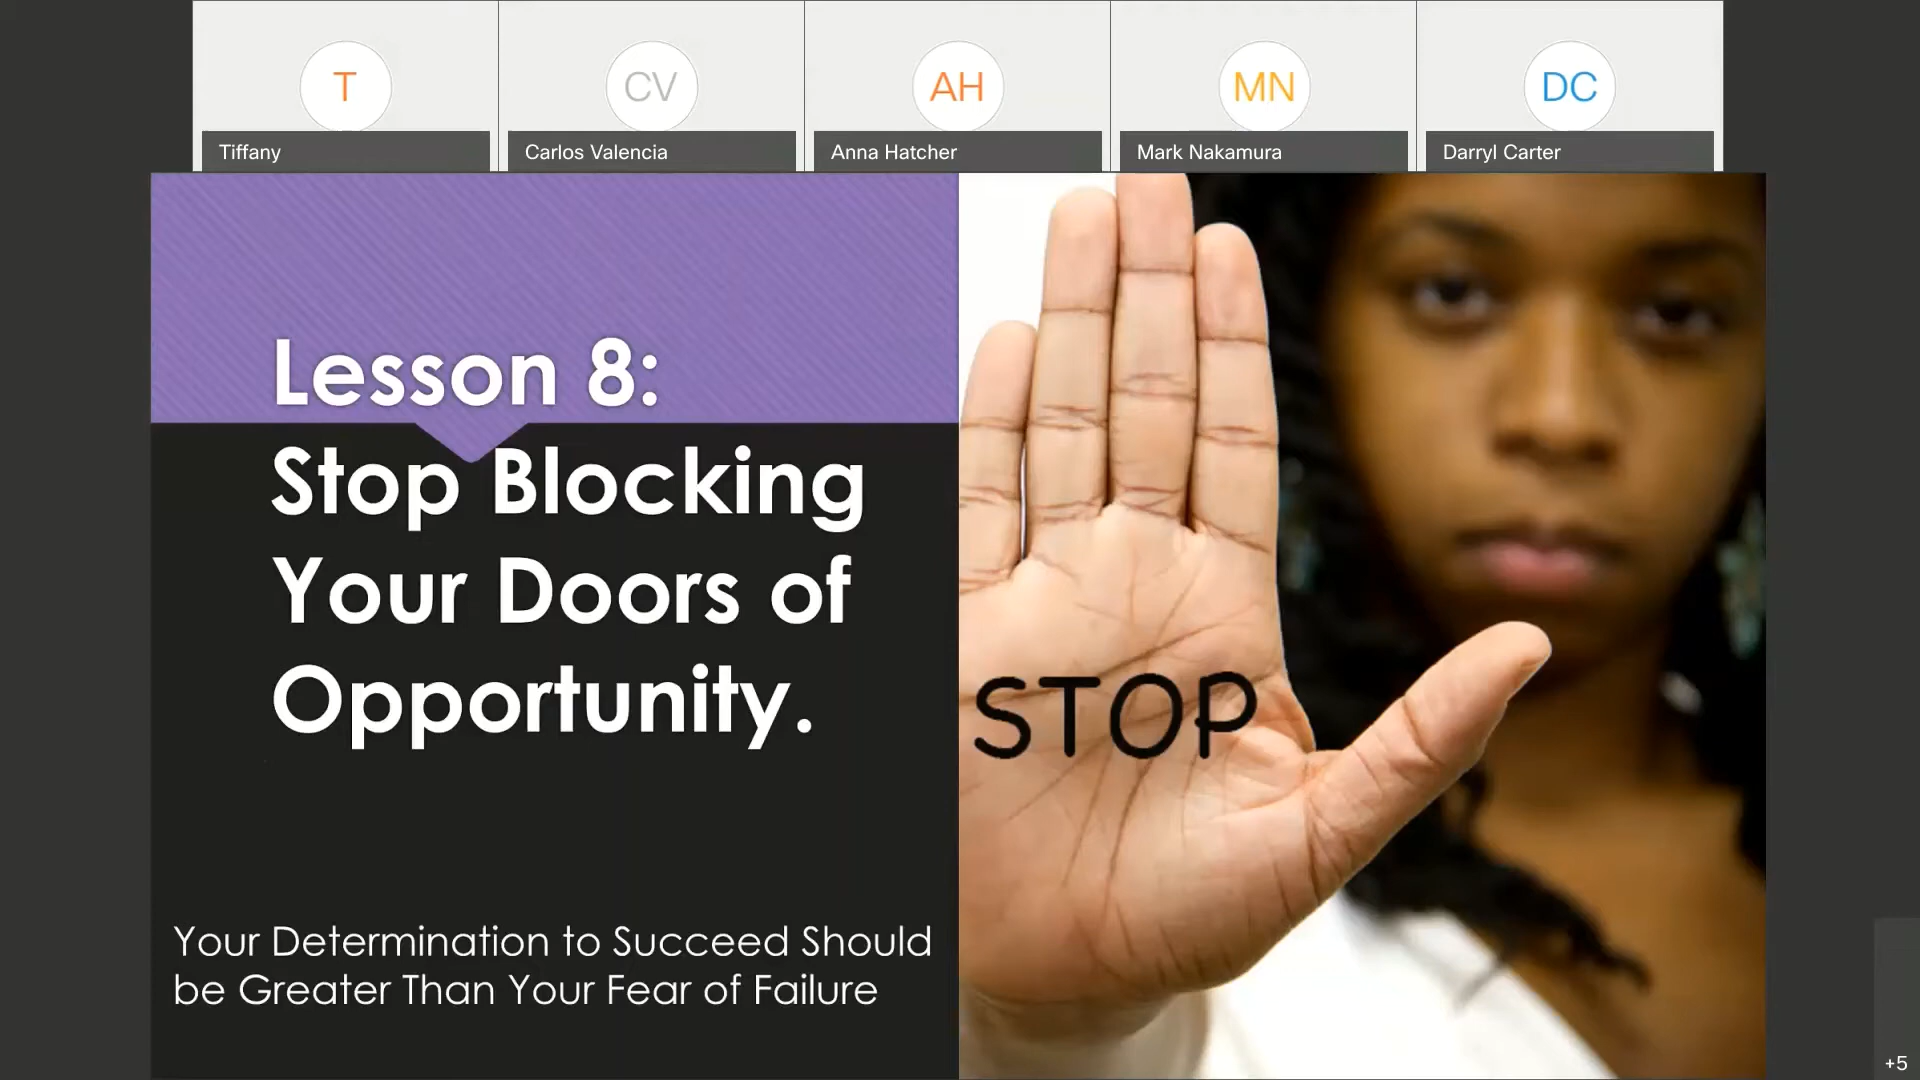 T
CV
AH
MN
DC
Tiffany
Carlos Valencia
Anna Hatcher
Mark Nakamura
Darryl Carter
Lesson 8:
Stop Blocking
Your Doors of
Opportunity.
STOP
Your Determination to Succeed Should
be Greater Than Your Fear of Failure
+5